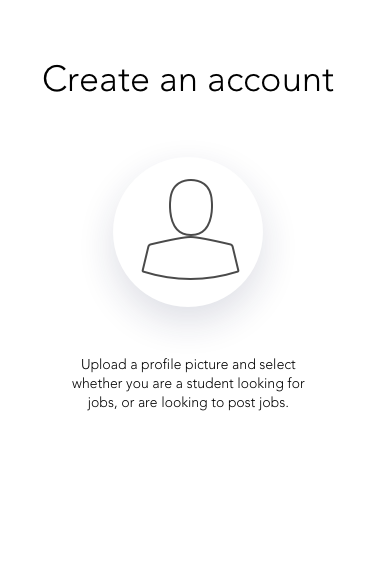 Create an account
Upload a profile picture and select
whether you are a student looking for
jobs, or are looking to post jobs.